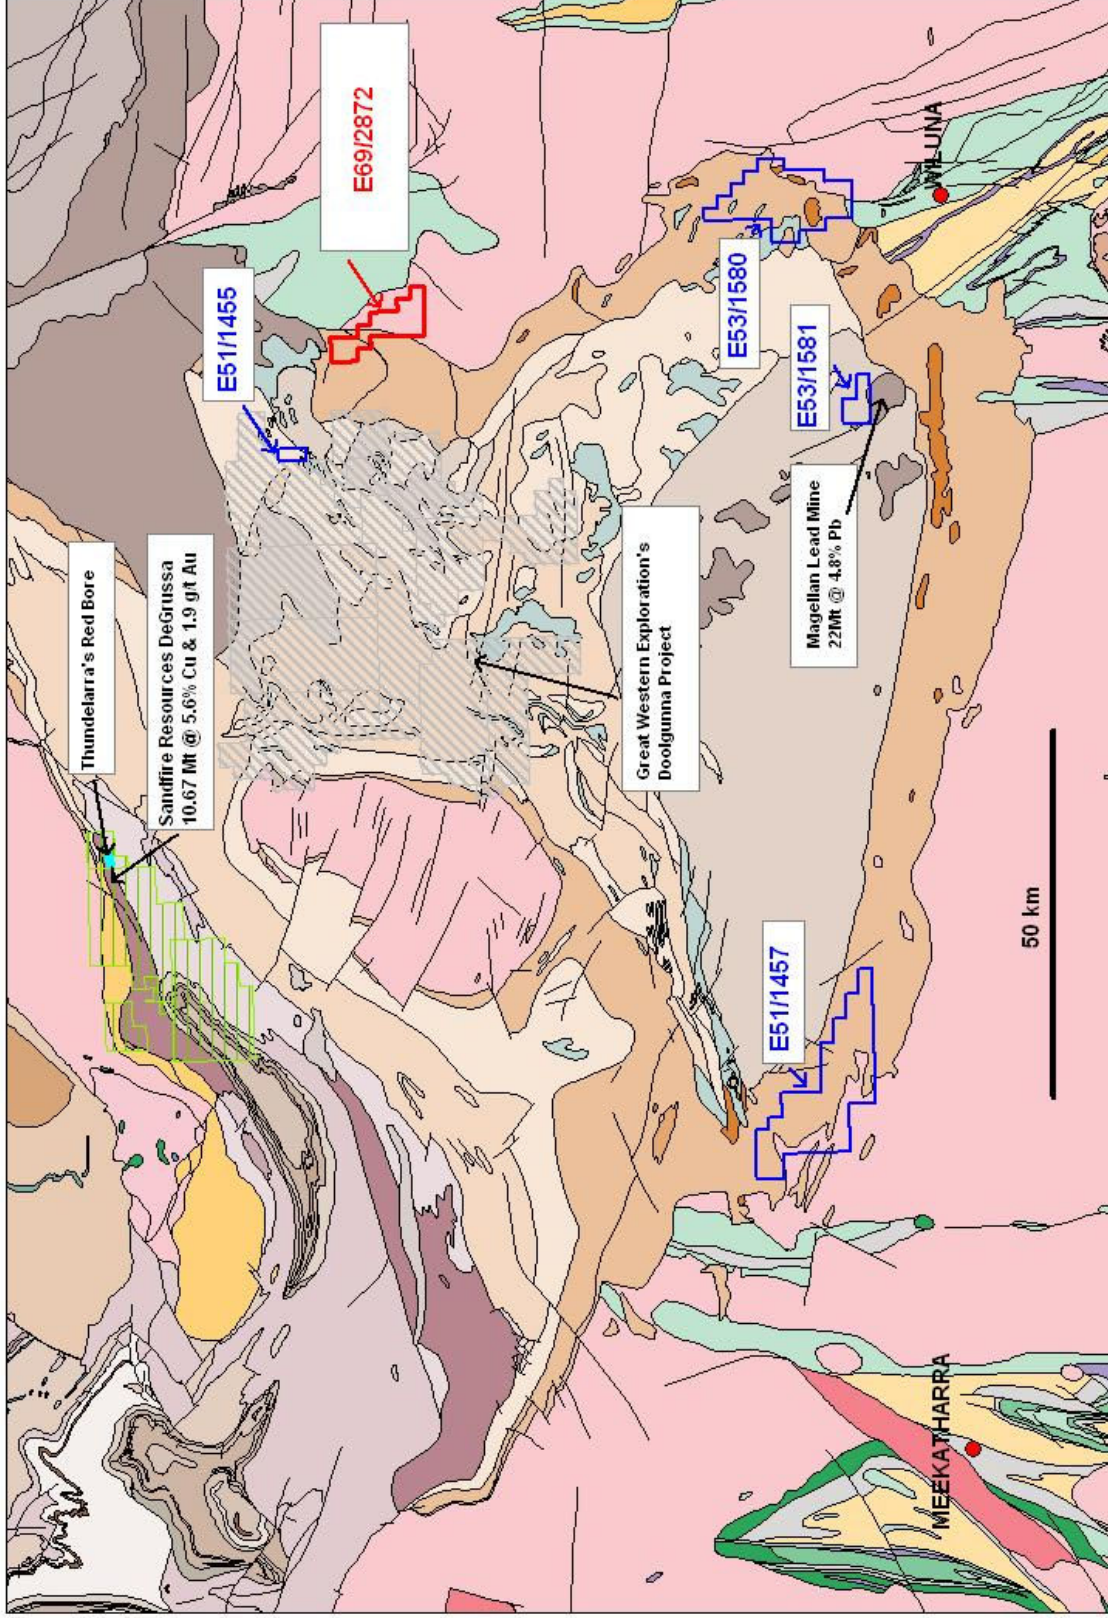 Thundelarra's Red Bore
Sandfire Resources DeGrussa
10.67 Mt @ 5.6% Cu & 1.9 g/t Au
E51/1455
E69/2872
Great Western Exploration's
Doolgunna Project
E53/1580
E53/1581
Magellan Lead Mine
22Mt @ 4.8% Pb
E51/1457
50 km
MEEKATHARRA
WILUNA